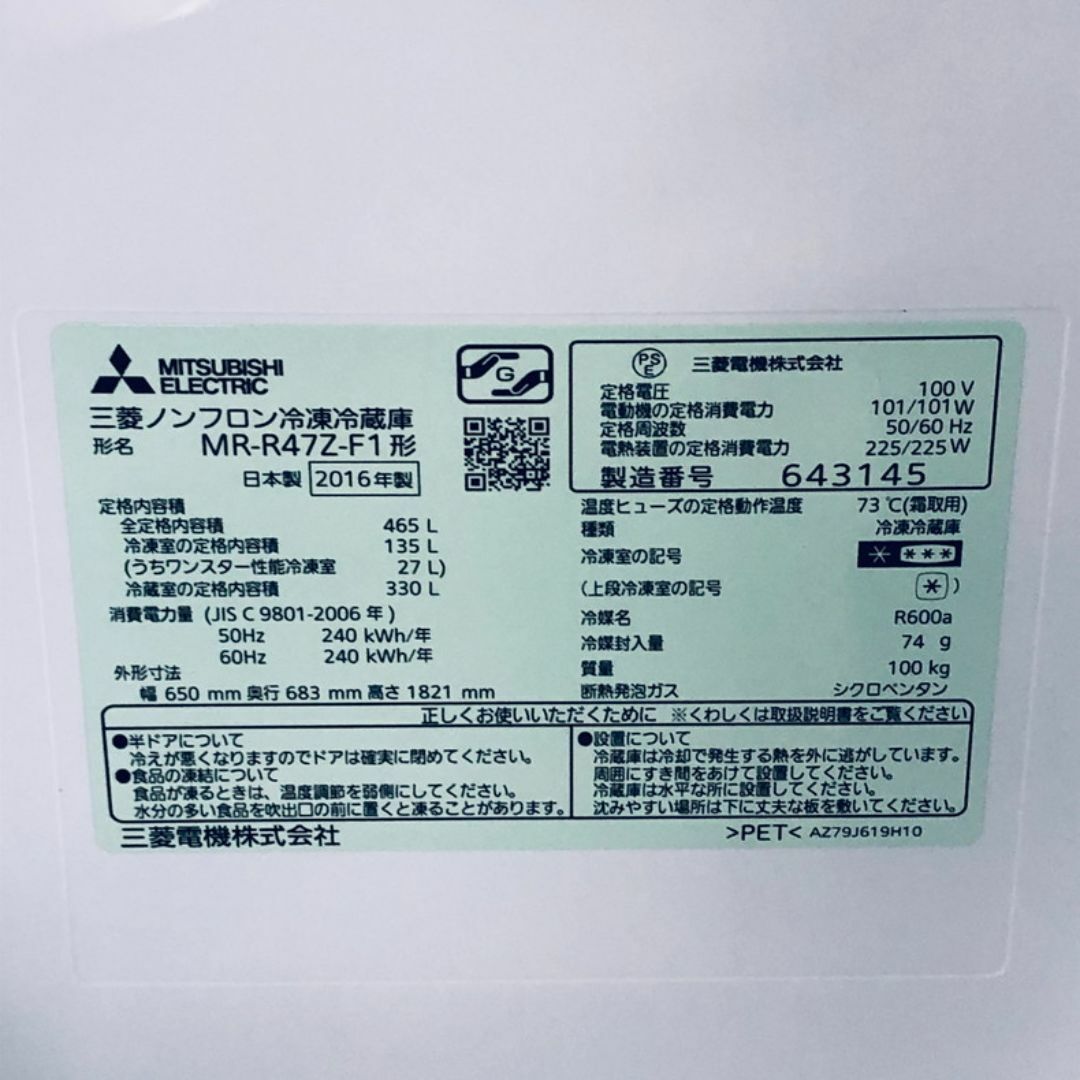 MITSUBISHI
ELECTRIC
三菱ノンフロン冷凍冷蔵庫
形名 MR-R47Z-F1形
日本製 2016年製
G
定格内容積
全定格内容積 465 L
冷凍室の定格内容積 135 L
(うちワンスター性能冷凍室 27 L)
冷蔵室の定格内容積 330 L
消費電力量 (JIS C 9801-2006 年)
50Hz 240 kWh/年
60Hz 240 kWh/年
外形寸法
幅 650 mm 奥行 683 mm 高さ 1821 mm
PS
E 三菱電機株式会社
定格電圧 100 V
電動機の定格消費電力 101/101W
定格周波数 50/60 Hz
電熱装置の定格消費電力 225/225W
製造番号 643145
温度ヒューズの定格動作温度 73 ℃(霜取用)
種類 冷凍冷蔵庫
冷凍室の記号 * ***
(上段冷凍室の記号 * )
冷媒名 R600a
冷媒封入量 74 g
質量 100 kg
断熱発泡ガス シクロペンタン
正しくお使いいただくために ※くわしくは取扱説明書をご覧ください
●半ドアについて
冷えが悪くなりますのでドアは確実に閉めてください。
●食品の凍結について
食品が凍るときは、温度調節を弱側にしてください。
水分の多い食品を吹出口の前に置くと凍ることがあります。
●設置について
冷蔵庫は冷却で発生する熱を外に逃がしています。
周囲にすき間をあけて設置してください。
冷蔵庫は水平な所に設置してください。
沈みやすい場所は下に丈夫な板を敷いてください。
三菱電機株式会社
>PET< AZ79J619H10